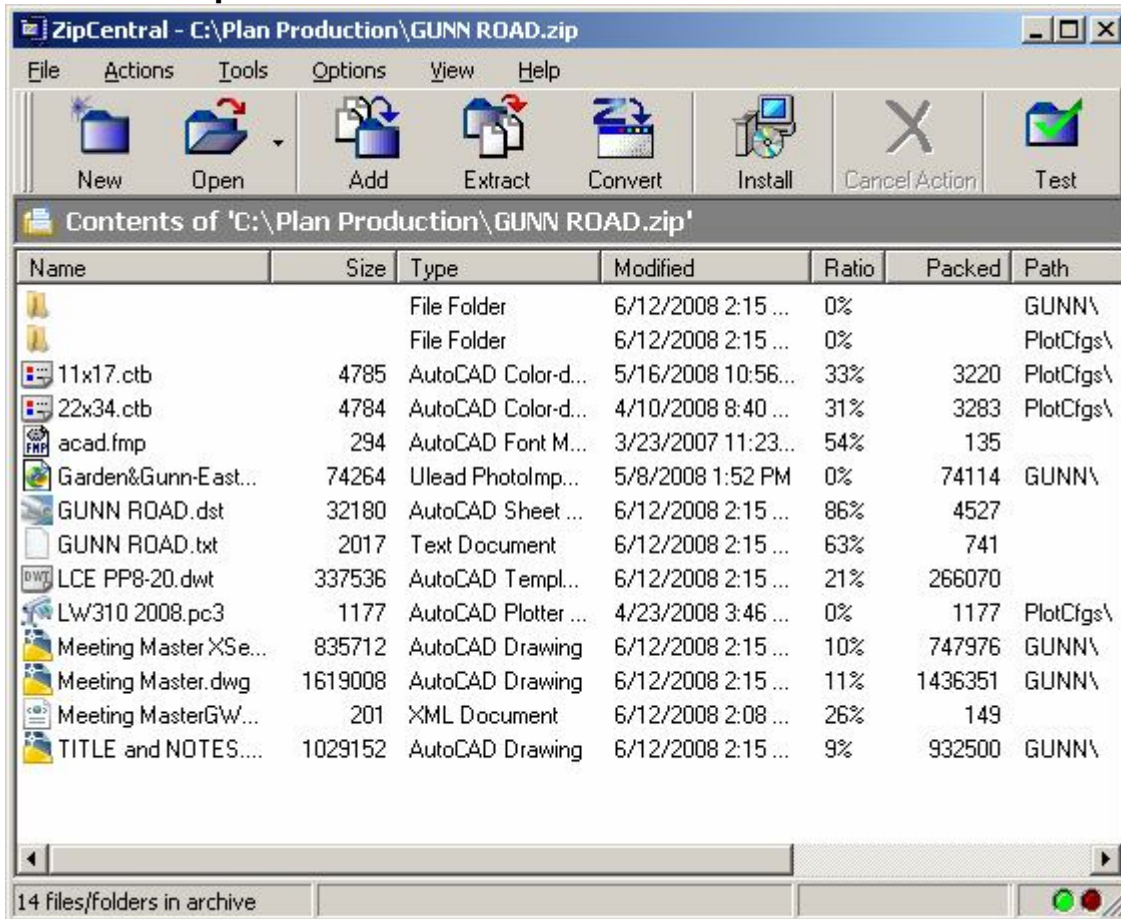 ZipCentral - C:\Plan Production\GUNN ROAD.zip
File Actions Tools Options View Help
New Open Add Extract Convert Install Cancel Action Test
Contents of 'C:\Plan Production\GUNN ROAD.zip'
Name Size Type Modified Ratio Packed Path
File Folder 6/12/2008 2:15 ... 0% GUNN\
File Folder 6/12/2008 2:15 ... 0% PlotCfgs\
11x17.ctb 4785 AutoCAD Color-d... 5/16/2008 10:56... 33% 3220 PlotCfgs\
22x34.ctb 4784 AutoCAD Color-d... 4/10/2008 8:40 ... 31% 3283 PlotCfgs\
FMP acad.fmp 294 AutoCAD Font M... 3/23/2007 11:23... 54% 135
Garden&Gunn-East... 74264 Ulead PhotoImp... 5/8/2008 1:52 PM 0% 74114 GUNN\
GUNN ROAD.dst 32180 AutoCAD Sheet ... 6/12/2008 2:15 ... 86% 4527
GUNN ROAD.txt 2017 Text Document 6/12/2008 2:15 ... 63% 741
DWT LCE PP8-20.dwt 337536 AutoCAD Templ... 6/12/2008 2:15 ... 21% 266070
LW310 2008.pc3 1177 AutoCAD Plotter ... 4/23/2008 3:46 ... 0% 1177 PlotCfgs\
Meeting Master XSe... 835712 AutoCAD Drawing 6/12/2008 2:15 ... 10% 747976 GUNN\
Meeting Master.dwg 1619008 AutoCAD Drawing 6/12/2008 2:15 ... 11% 1436351 GUNN\
Meeting MasterGW... 201 XML Document 6/12/2008 2:08 ... 26% 149
TITLE and NOTES.... 1029152 AutoCAD Drawing 6/12/2008 2:15 ... 9% 932500 GUNN\
14 files/folders in archive